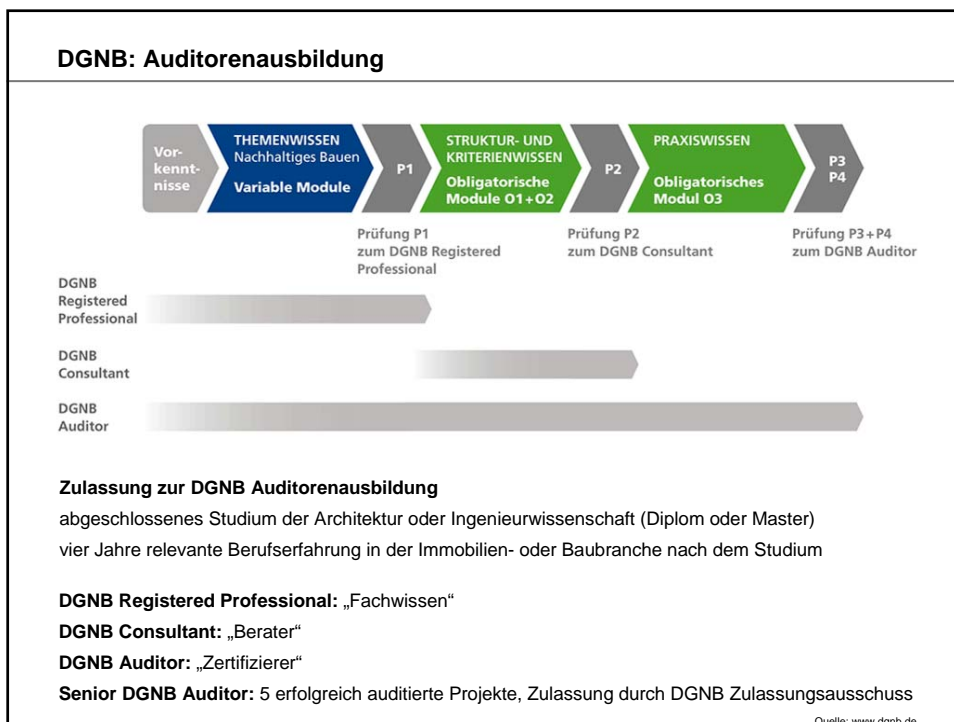 DGNB: Auditorenausbildung
Vor-
kennt-
nisse
THEMENWISSEN
Nachhaltiges Bauen
Variable Module
P1
STRUKTUR- UND
KRITERIENWISSEN
Obligatorische
Module O1+O2
P2
PRAXISWISSEN
Obligatorisches
Modul O3
P3
P4
Prüfung P1
zum DGNB Registered
Professional
Prüfung P2
zum DGNB Consultant
Prüfung P3+P4
zum DGNB Auditor
DGNB
Registered
Professional
DGNB
Consultant
DGNB
Auditor
Zulassung zur DGNB Auditorenausbildung
abgeschlossenes Studium der Architektur oder Ingenieurwissenschaft (Diplom oder Master)
vier Jahre relevante Berufserfahrung in der Immobilien- oder Baubranche nach dem Studium
DGNB Registered Professional: „Fachwissen“
DGNB Consultant: „Berater“
DGNB Auditor: „Zertifizierer“
Senior DGNB Auditor: 5 erfolgreich auditierte Projekte, Zulassung durch DGNB Zulassungsausschuss
Quelle: www.dgnb.de